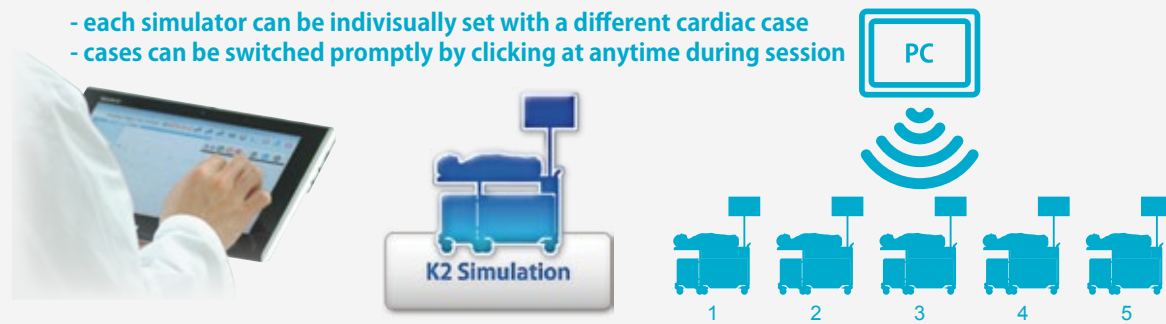 - each simulator can be indivisually set with a different cardiac case
- cases can be switched promptly by clicking at anytime during session
PC
K2 Simulation
1 2 3 4 5